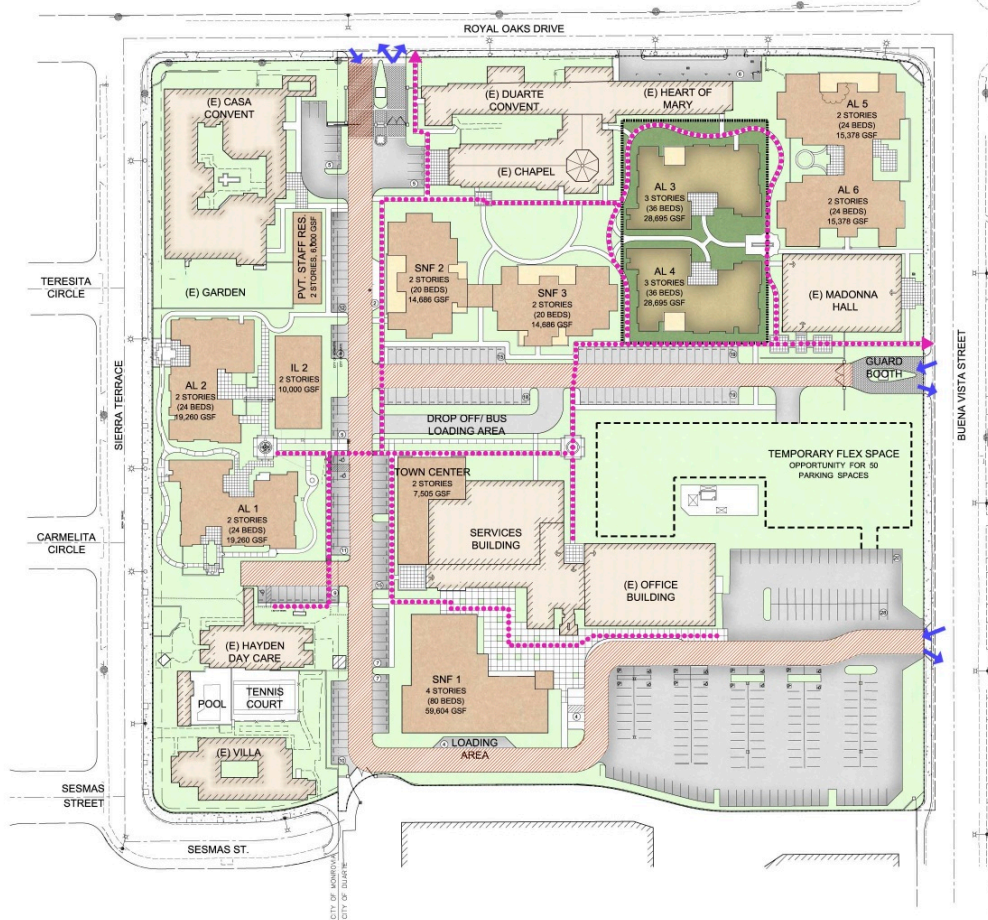 ROYAL OAKS DRIVE
(E) CASA
CONVENT
(E) DUARTE
CONVENT
(E) HEART OF
MARY
AL 5
2 STORIES
(24 BEDS)
15,378 GSF
(E) CHAPEL
AL 3
3 STORIES
(36 BEDS)
28,695 GSF
AL 6
2 STORIES
(24 BEDS)
15,378 GSF
PVT. STAFF RES.
2 STORIES, 6,000 GSF
SNF 2
2 STORIES
(20 BEDS)
14,686 GSF
SNF 3
2 STORIES
(20 BEDS)
14,686 GSF
AL 4
3 STORIES
(36 BEDS)
28,695 GSF
(E) MADONNA
HALL
TERESITA
CIRCLE
(E) GARDEN
SIERRA TERRACE
AL 2
2 STORIES
(24 BEDS)
19,260 GSF
IL 2
2 STORIES
10,000 GSF
GUARD
BOOTH
BUENA VISTA STREET
DROP OFF/ BUS
LOADING AREA
TEMPORARY FLEX SPACE
OPPORTUNITY FOR 50
PARKING SPACES
TOWN CENTER
2 STORIES
7,505 GSF
AL 1
2 STORIES
(24 BEDS)
19,260 GSF
CARMELITA
CIRCLE
SERVICES
BUILDING
(E) OFFICE
BUILDING
(E) HAYDEN
DAY CARE
SNF 1
4 STORIES
(80 BEDS)
59,604 GSF
POOL
TENNIS
COURT
(E) VILLA
LOADING
AREA
SESMAS
STREET
SESMAS ST.
CITY OF MONROVIA
CITY OF DUARTE